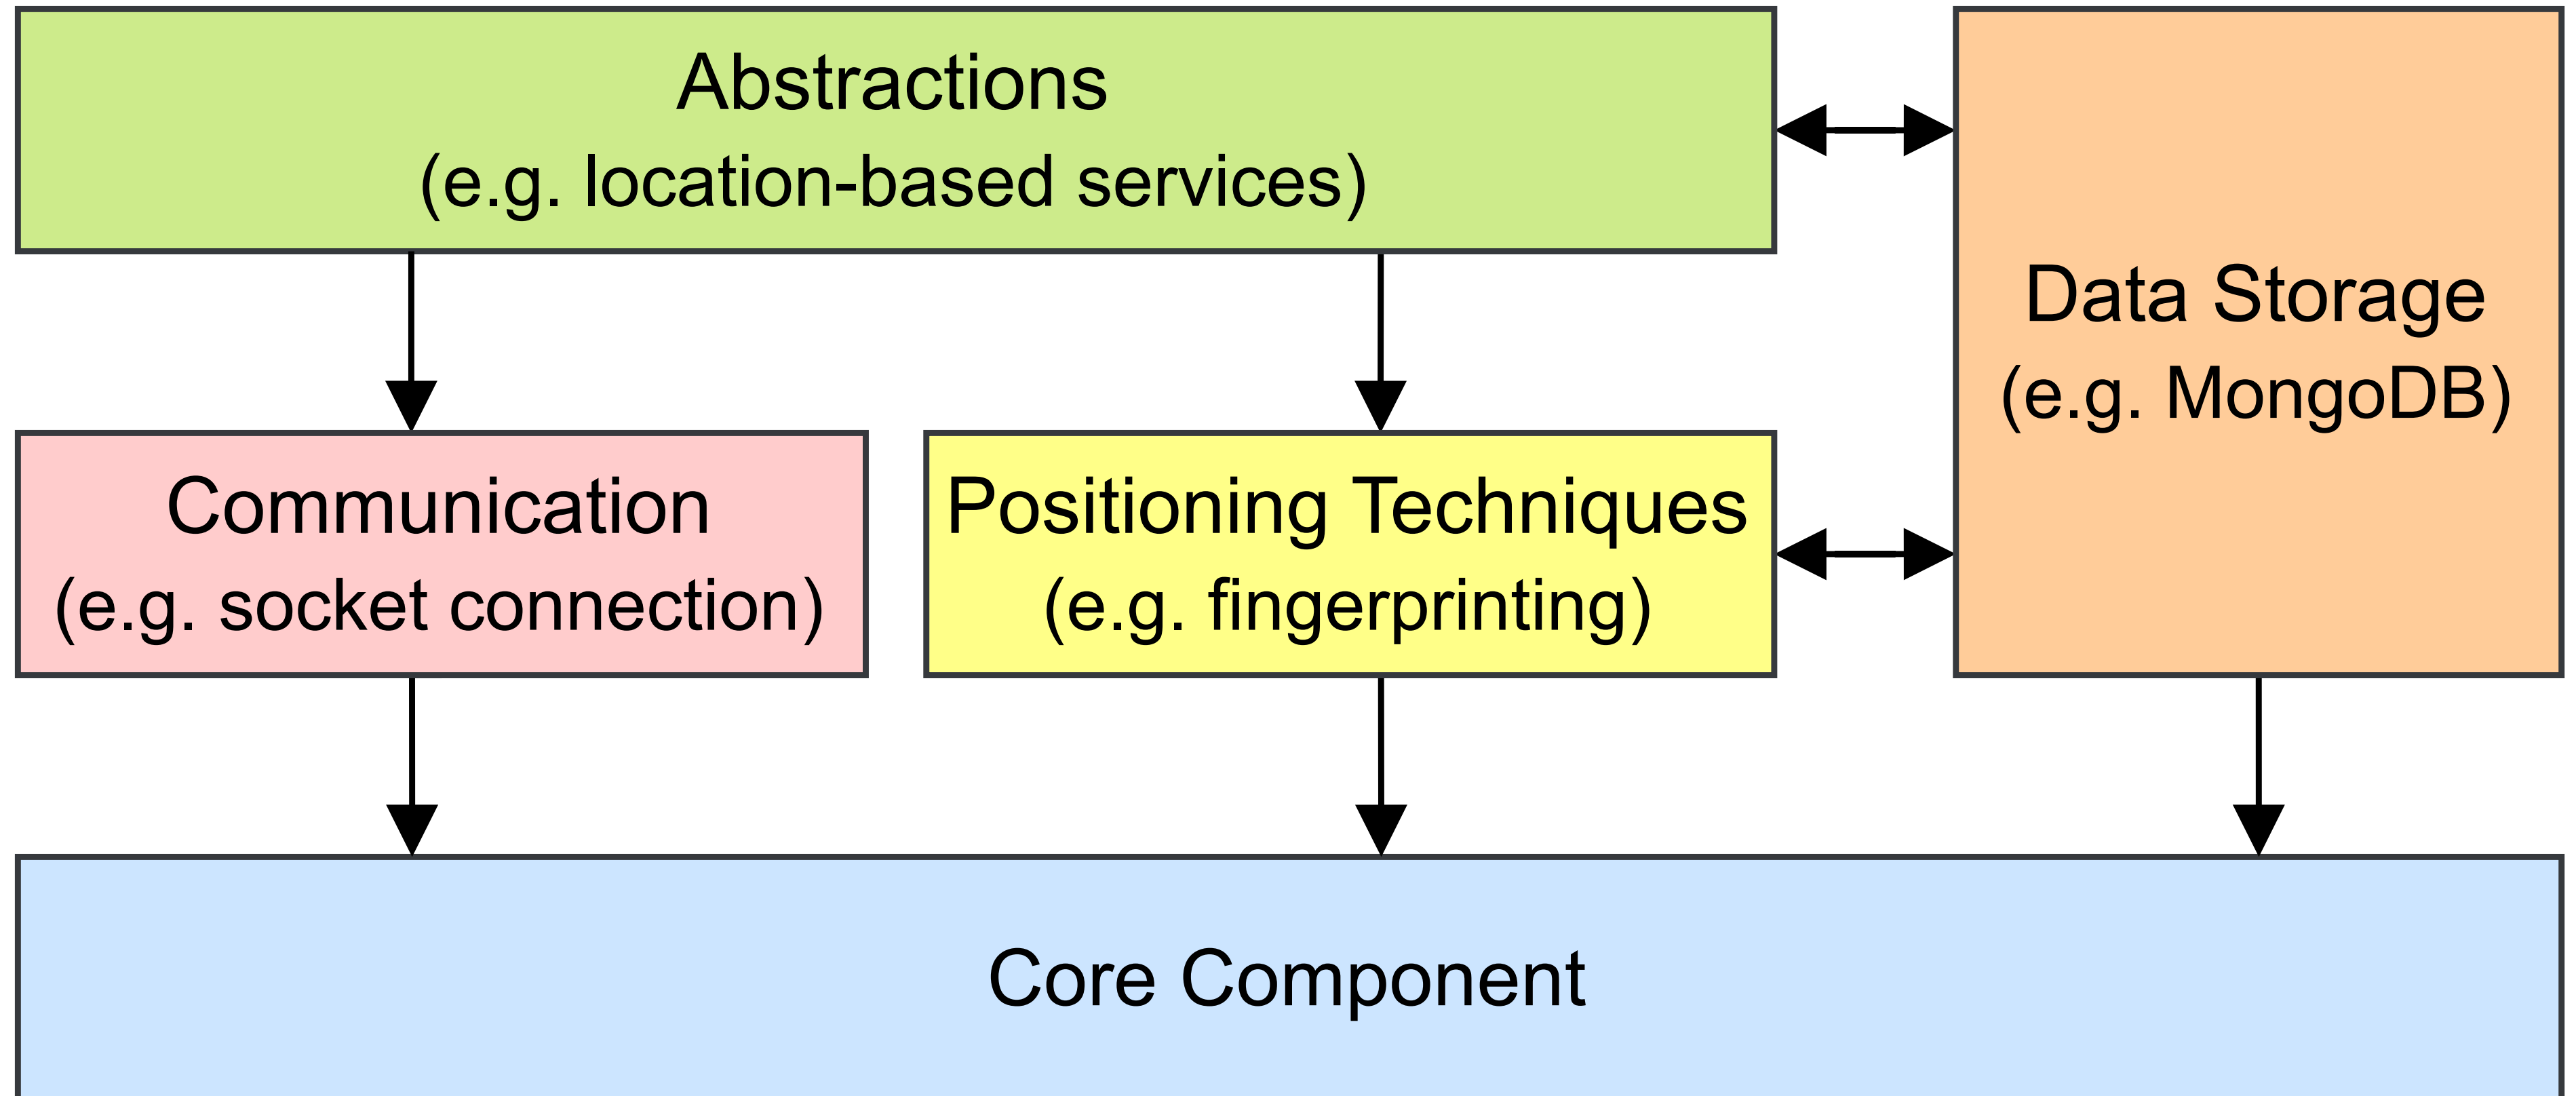 Abstractions
(e.g. location-based services)
Data Storage
(e.g. MongoDB)
Communication
(e.g. socket connection)
Positioning Techniques
(e.g. fingerprinting)
Core Component